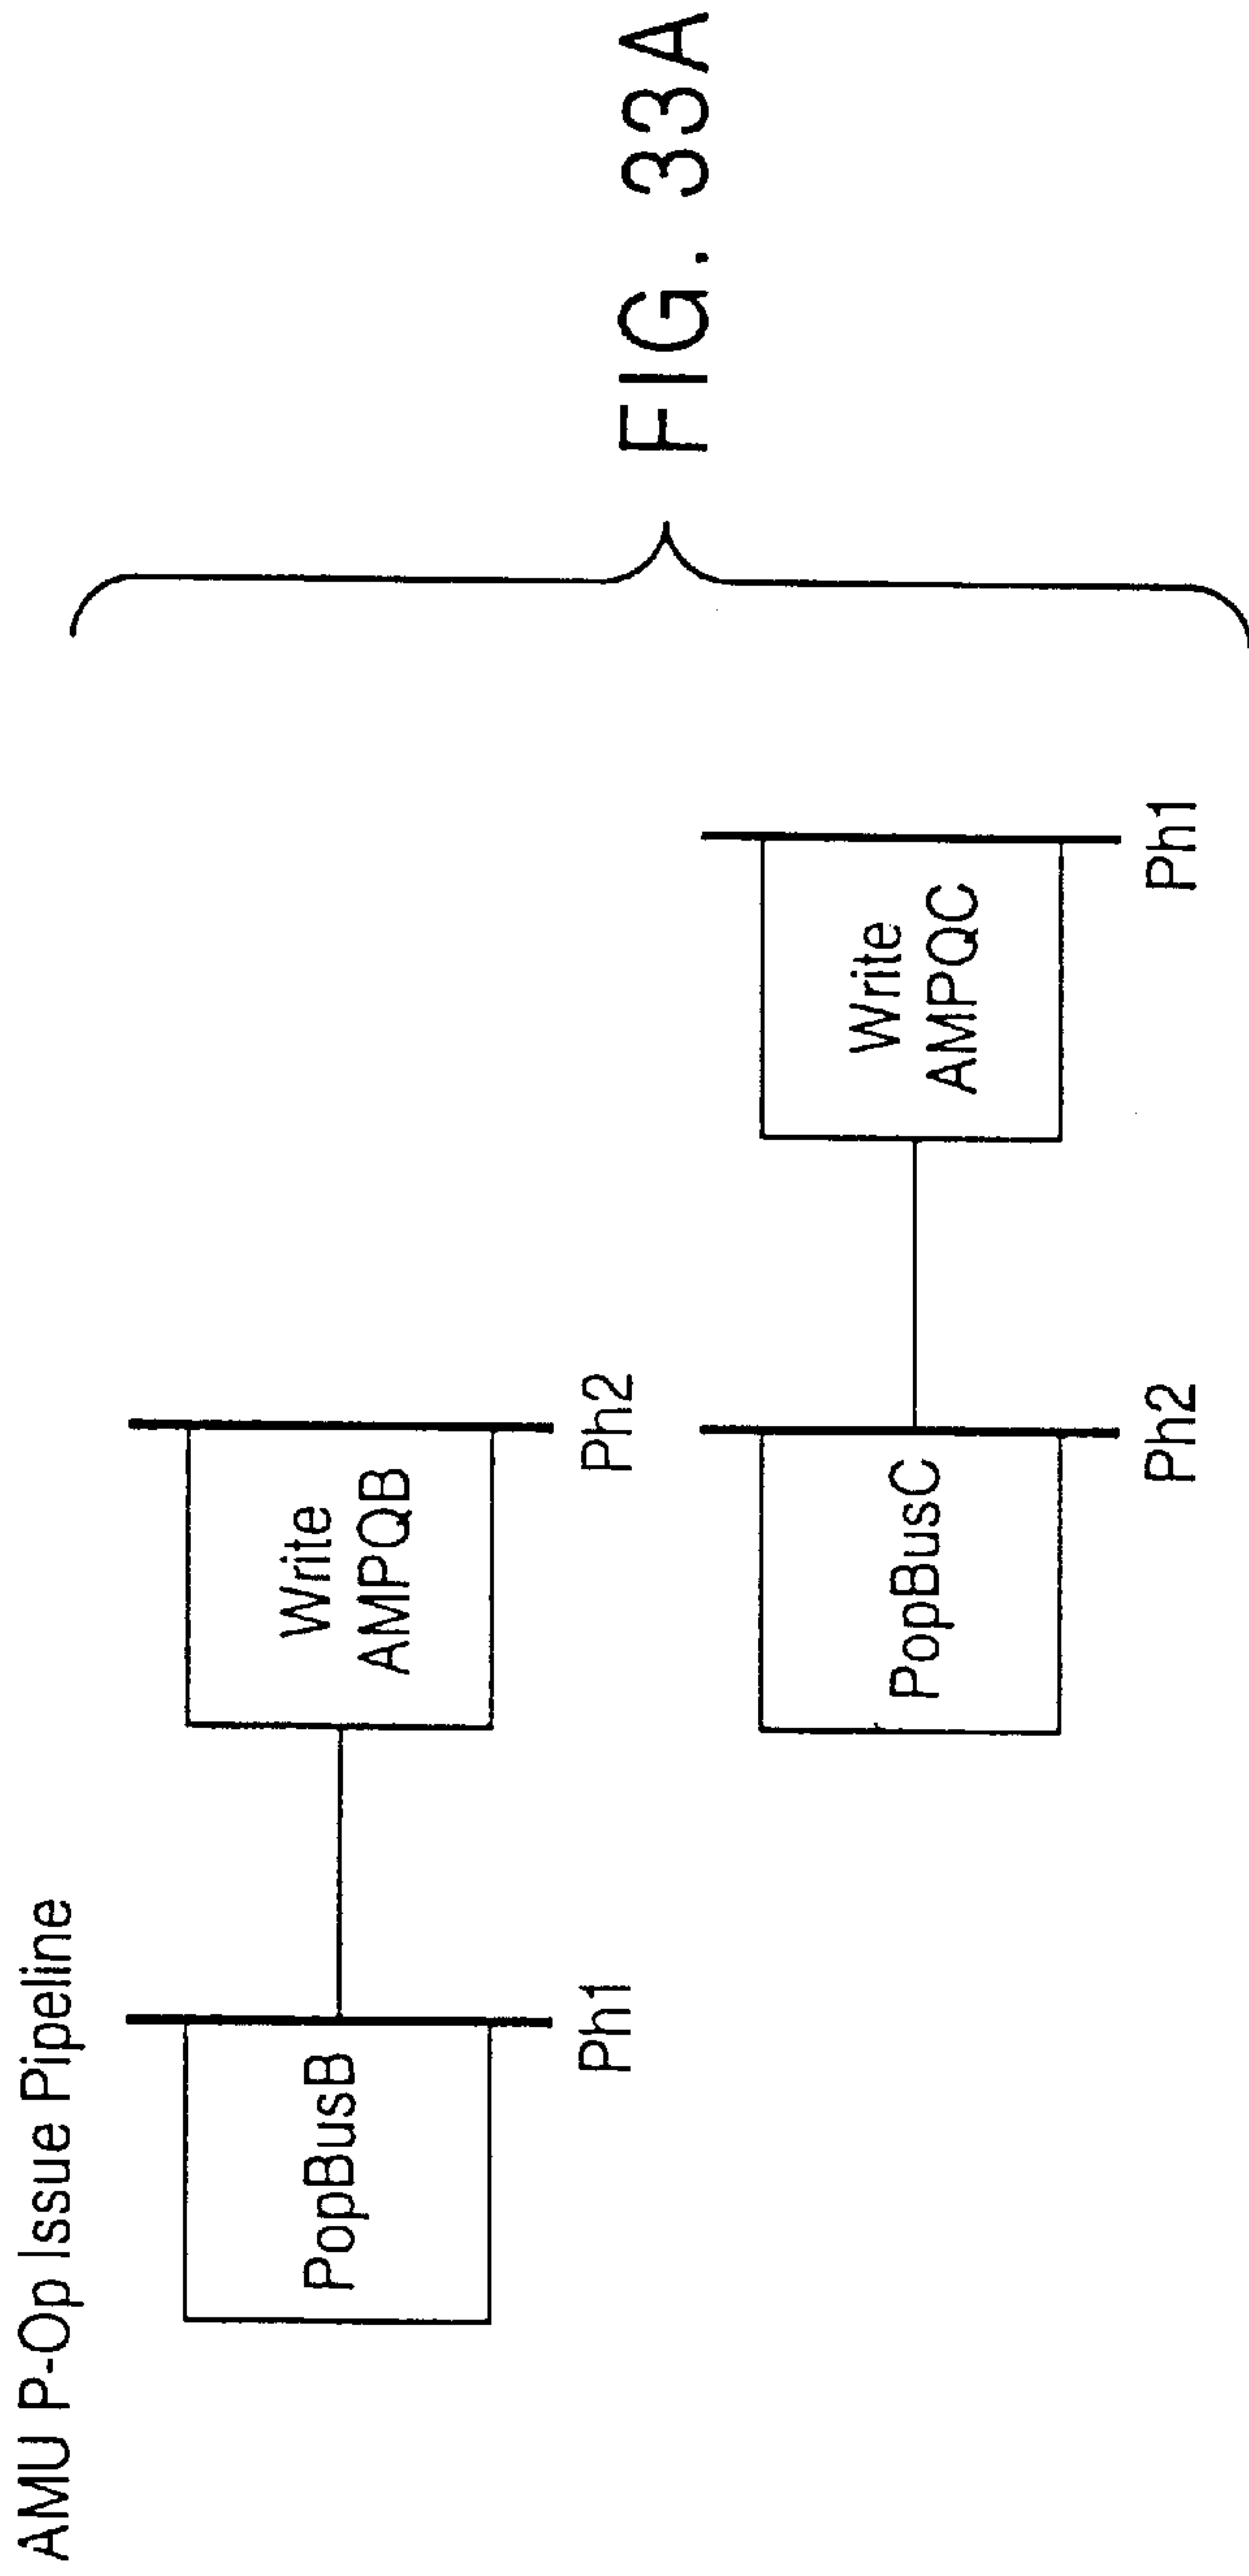 AMU P-Op Issue Pipeline
PopBusB
Ph1
Write
AMPQB
Ph2
PopBusC
Ph2
Write
AMPQC
Ph1
FIG. 33A